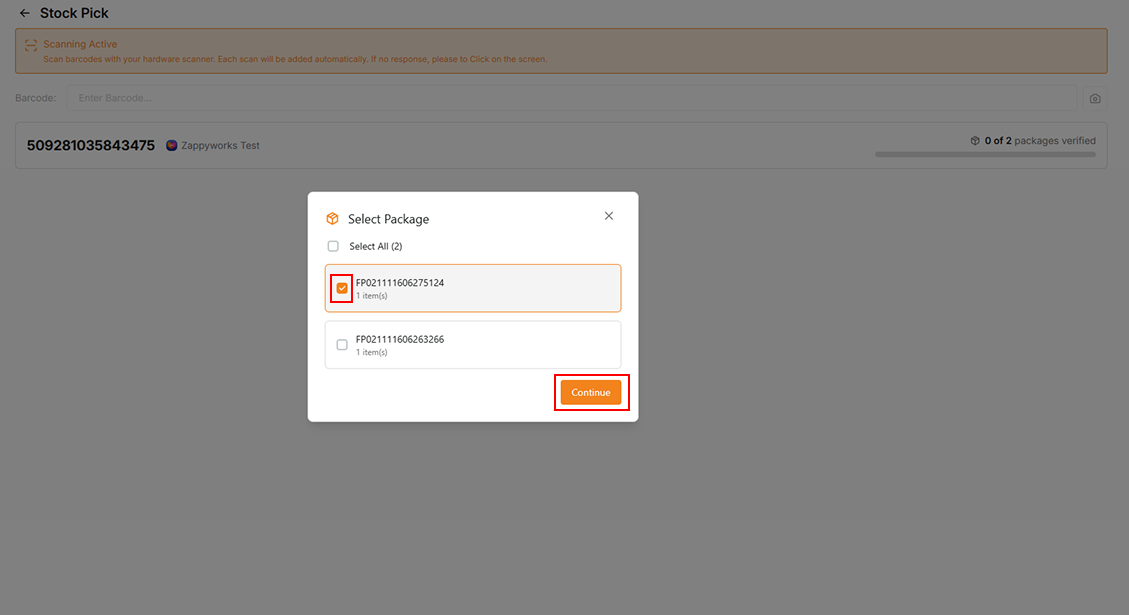 Stock Pick
Scanning Active
Scan barcodes with your hardware scanner. Each scan will be added automatically. If no response, please to Click on the screen.
Barcode: Enter Barcode...
509281035843475 Zappyworks Test 0 of 2 packages verified
Select Package
Select All (2)
FP021111606275124
1 item(s)
FP021111606263266
1 item(s)
Continue